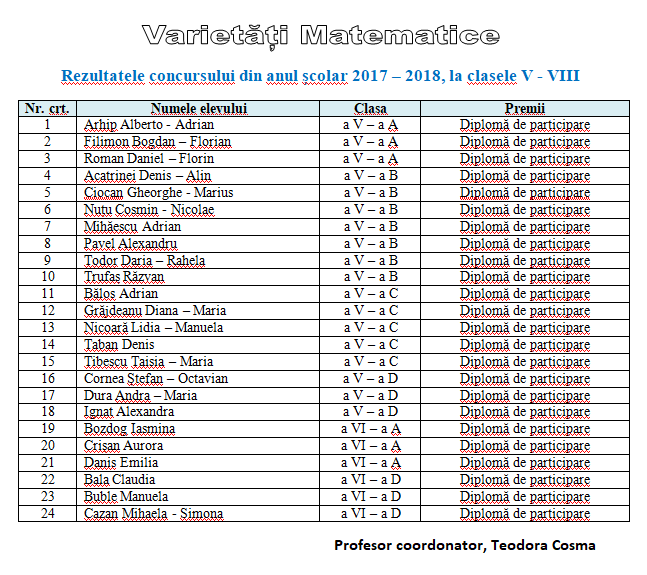 Varietăți Matematice
Rezultatele concursului din anul școlar 2017 – 2018, la clasele V - VIII
Nr. crt. Numele elevului Clasa Premii
1 Arhip Alberto - Adrian a V – a A Diplomă de participare
2 Filimon Bogdan – Florian a V – a A Diplomă de participare
3 Roman Daniel – Florin a V – a A Diplomă de participare
4 Acatrinei Denis – Alin a V – a B Diplomă de participare
5 Ciocan Gheorghe - Marius a V – a B Diplomă de participare
6 Nuțu Cosmin - Nicolae a V – a B Diplomă de participare
7 Mihăescu Adrian a V – a B Diplomă de participare
8 Pavel Alexandru a V – a B Diplomă de participare
9 Todor Daria – Rahela a V – a B Diplomă de participare
10 Trufaș Răzvan a V – a B Diplomă de participare
11 Băloș Adrian a V – a C Diplomă de participare
12 Grăjdeanu Diana – Maria a V – a C Diplomă de participare
13 Nicoară Lidia – Manuela a V – a C Diplomă de participare
14 Taban Denis a V – a C Diplomă de participare
15 Tibescu Taisia – Maria a V – a C Diplomă de participare
16 Cornea Ștefan – Octavian a V – a D Diplomă de participare
17 Dura Andra – Maria a V – a D Diplomă de participare
18 Ignat Alexandra a V – a D Diplomă de participare
19 Bozdog Iasmina a VI – a A Diplomă de participare
20 Crișan Aurora a VI – a A Diplomă de participare
21 Daniș Emilia a VI – a A Diplomă de participare
22 Bala Claudia a VI – a D Diplomă de participare
23 Buble Manuela a VI – a D Diplomă de participare
24 Cazan Mihaela - Simona a VI – a D Diplomă de participare
Profesor coordonator, Teodora Cosma